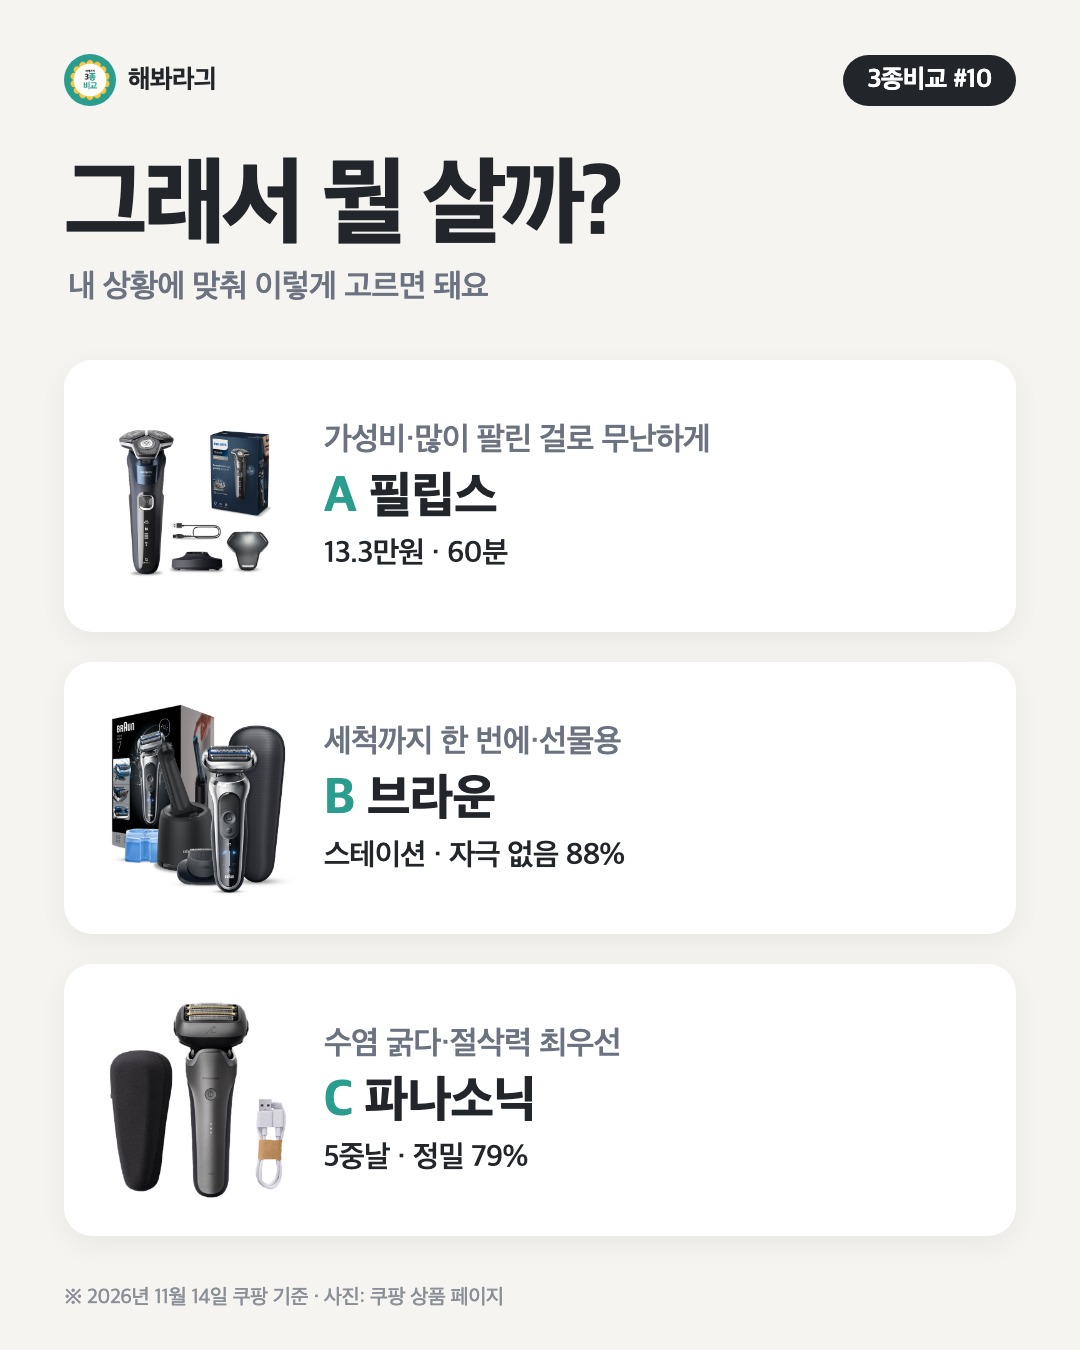 3종
비교
해봐라긔
3종비교 #10
그래서 뭘 살까?
내 상황에 맞춰 이렇게 고르면 돼요
가성비·많이 팔린 걸로 무난하게
A 필립스
13.3만원 · 60분
BRAUN
7
세척까지 한 번에·선물용
B 브라운
스테이션 · 자극 없음 88%
수염 굵다·절삭력 최우선
C 파나소닉
5중날 · 정밀 79%
※ 2026년 11월 14일 쿠팡 기준 · 사진: 쿠팡 상품 페이지